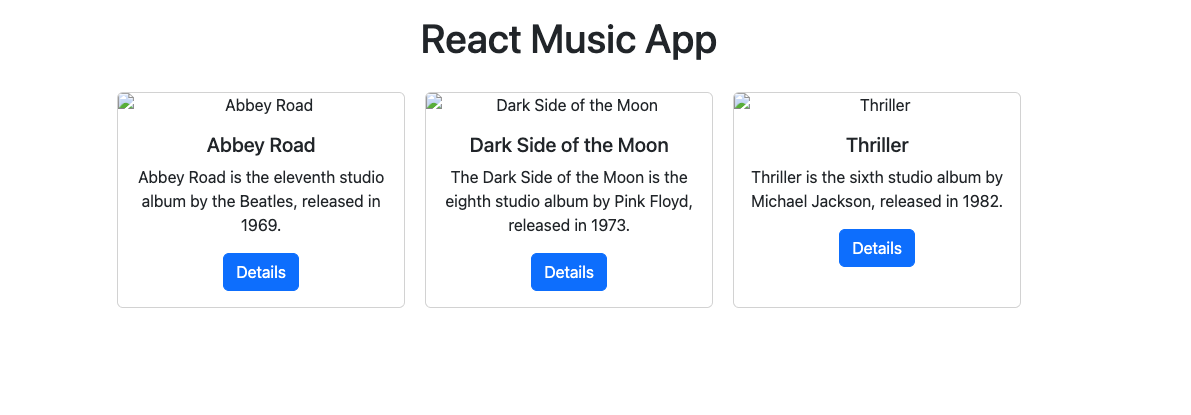 React Music App
Abbey Road
Abbey Road
Abbey Road is the eleventh studio
album by the Beatles, released in
1969.
Details
Dark Side of the Moon
Dark Side of the Moon
The Dark Side of the Moon is the
eighth studio album by Pink Floyd,
released in 1973.
Details
Thriller
Thriller
Thriller is the sixth studio album by
Michael Jackson, released in 1982.
Details